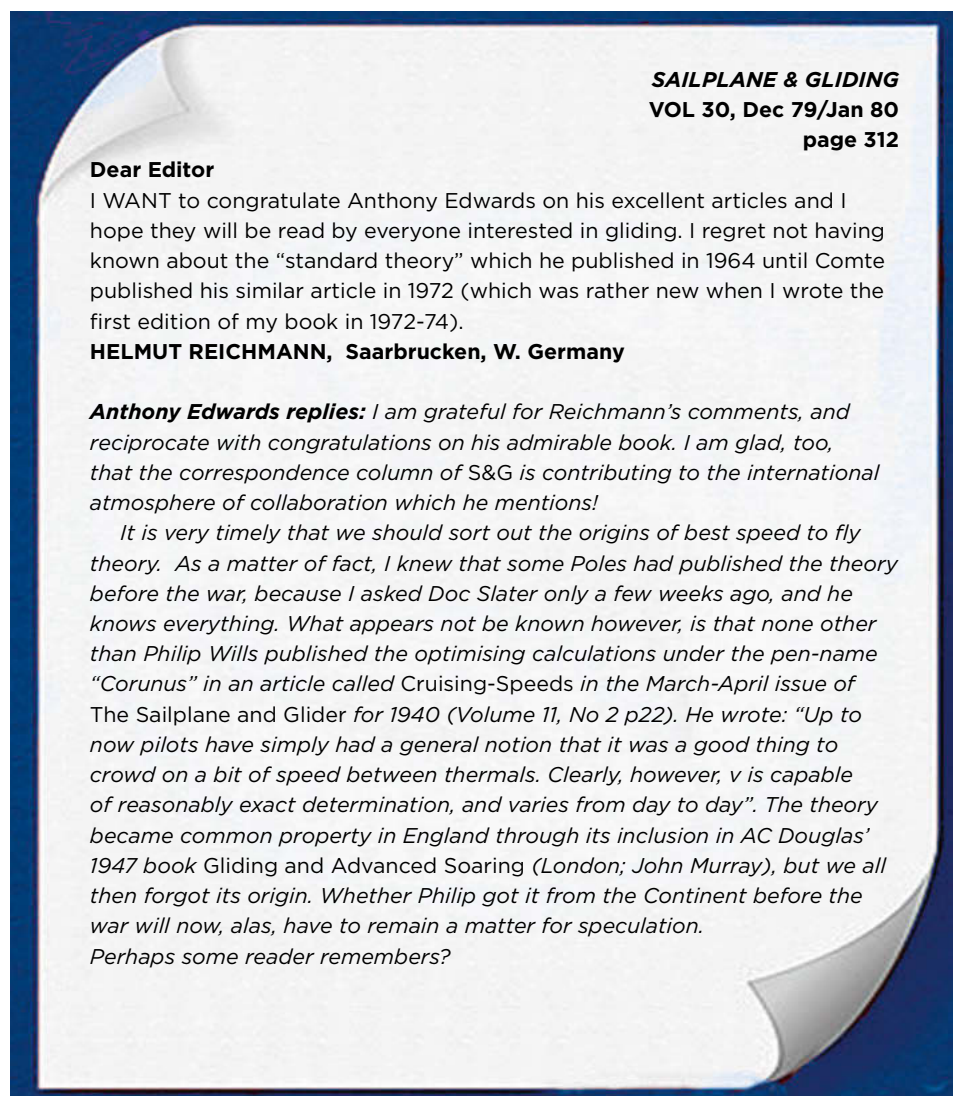 SAILPLANE & GLIDING
VOL 30, Dec 79/Jan 80
page 312
Dear Editor
I WANT to congratulate Anthony Edwards on his excellent articles and I
hope they will be read by everyone interested in gliding. I regret not having
known about the “standard theory” which he published in 1964 until Comte
published his similar article in 1972 (which was rather new when I wrote the
first edition of my book in 1972-74).
HELMUT REICHMANN, Saarbrucken, W. Germany
Anthony Edwards replies: I am grateful for Reichmann’s comments, and
reciprocate with congratulations on his admirable book. I am glad, too,
that the correspondence column of S&G is contributing to the international
atmosphere of collaboration which he mentions!
It is very timely that we should sort out the origins of best speed to fly
theory. As a matter of fact, I knew that some Poles had published the theory
before the war, because I asked Doc Slater only a few weeks ago, and he
knows everything. What appears not be known however, is that none other
than Philip Wills published the optimising calculations under the pen-name
“Corunus” in an article called Cruising-Speeds in the March-April issue of
The Sailplane and Glider for 1940 (Volume 11, No 2 p22). He wrote: “Up to
now pilots have simply had a general notion that it was a good thing to
crowd on a bit of speed between thermals. Clearly, however, v is capable
of reasonably exact determination, and varies from day to day”. The theory
became common property in England through its inclusion in AC Douglas’
1947 book Gliding and Advanced Soaring (London; John Murray), but we all
then forgot its origin. Whether Philip got it from the Continent before the
war will now, alas, have to remain a matter for speculation.
Perhaps some reader remembers?